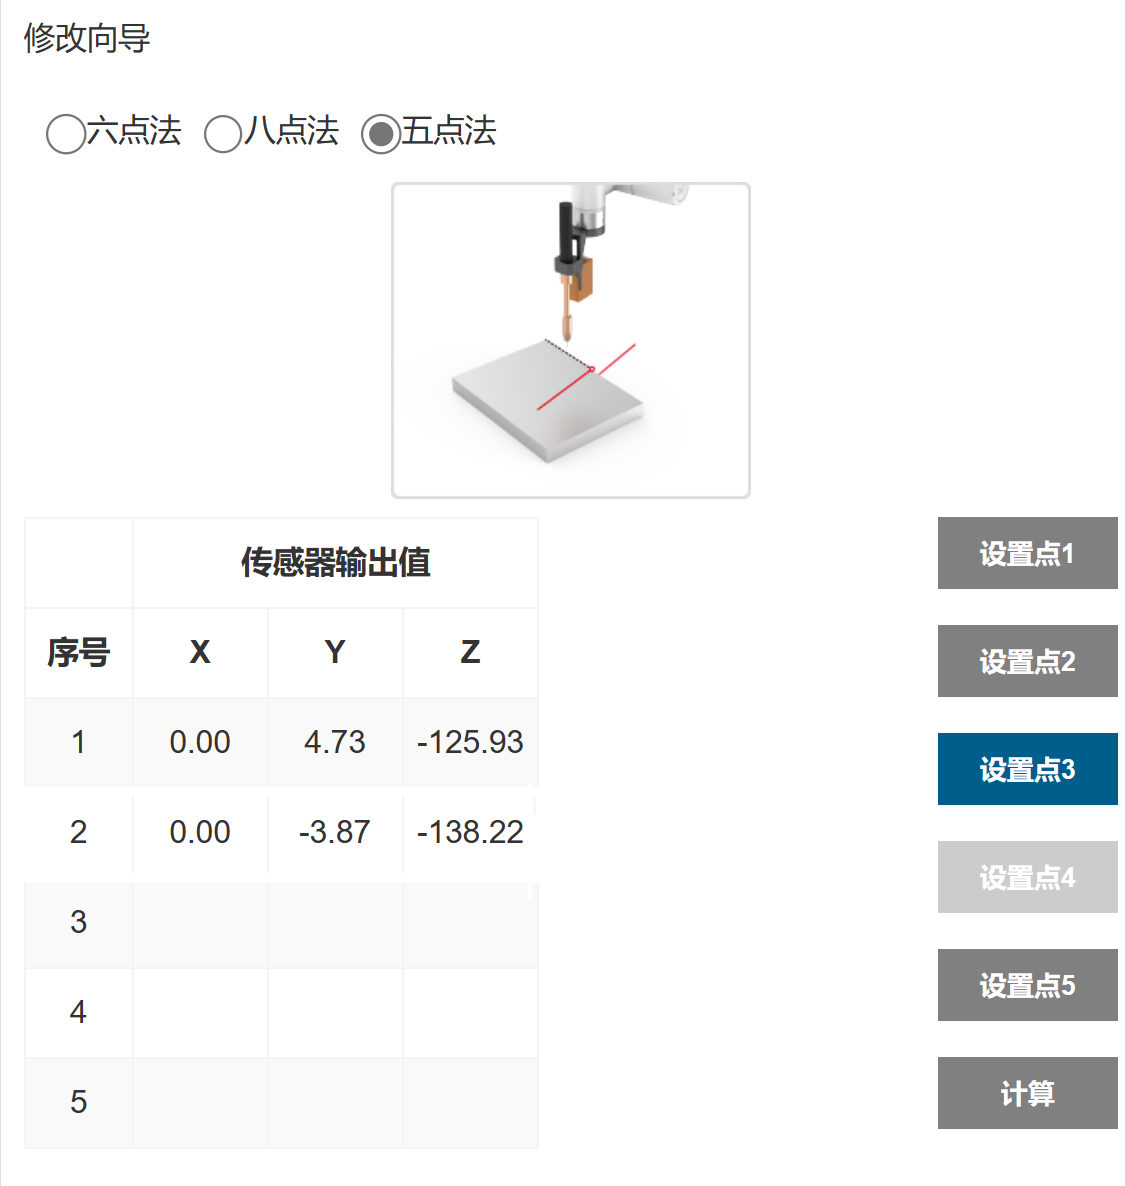 修改向导
六点法 八点法 五点法
传感器输出值
序号 X Y Z
1 0.00 4.73 -125.93
2 0.00 -3.87 -138.22
3
4
5
设置点1
设置点2
设置点3
设置点4
设置点5
计算